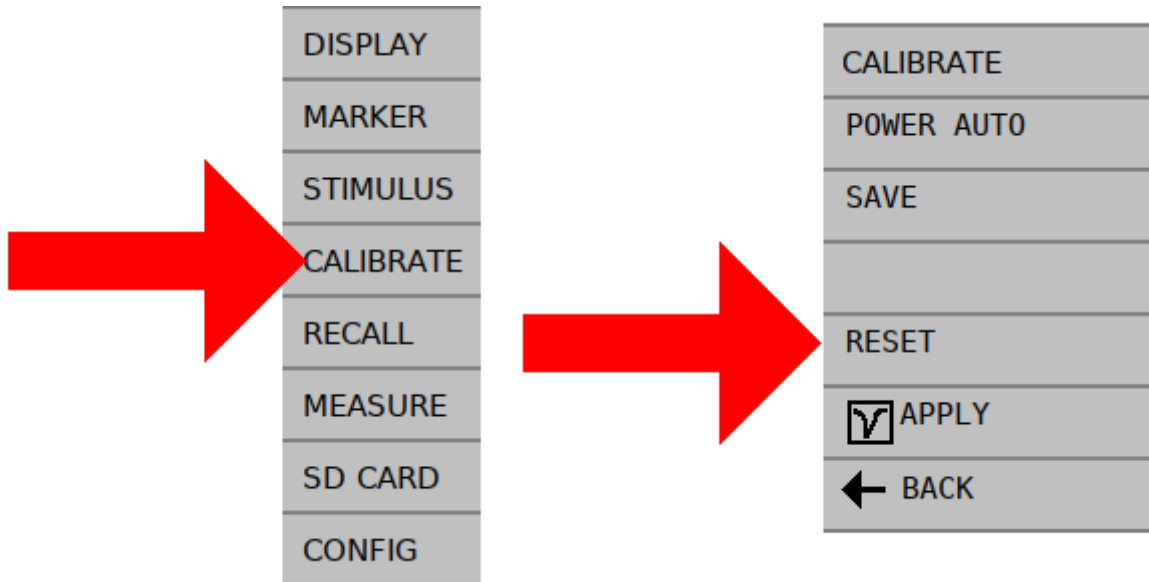 DISPLAY
MARKER
STIMULUS
CALIBRATE
RECALL
MEASURE
SD CARD
CONFIG
CALIBRATE
POWER AUTO
SAVE
RESET
APPLY
BACK